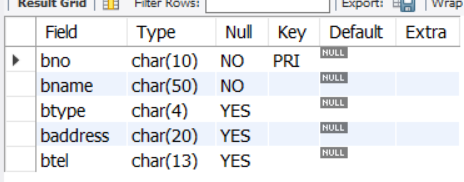 Result Grid Filter Rows: Export: Wrap
Field Type Null Key Default Extra
bno char(10) NO PRI NULL
bname char(50) NO NULL
btype char(4) YES NULL
baddress char(20) YES NULL
btel char(13) YES NULL